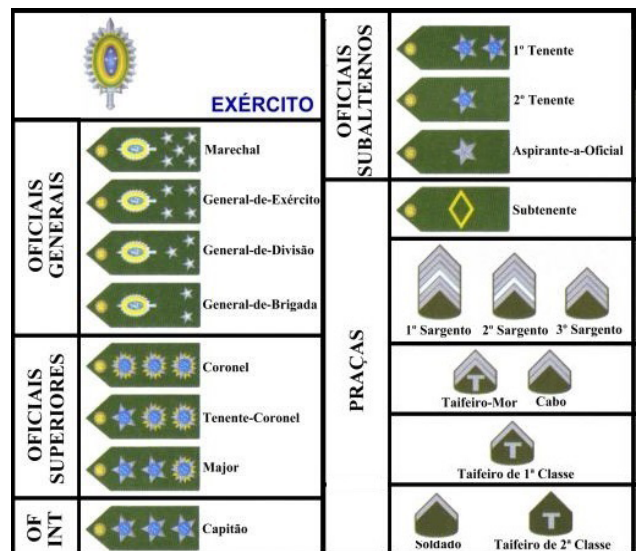 EXÉRCITO
OFICIAIS
GENERAIS
Marechal
General-de-Exército
General-de-Divisão
General-de-Brigada
OFICIAIS
SUPERIORES
Coronel
Tenente-Coronel
Major
OF
INT
Capitão
OFICIAIS
SUBALTERNOS
1º Tenente
2º Tenente
Aspirante-a-Oficial
PRAÇAS
Subtenente
1º Sargento 2º Sargento 3º Sargento
Taifeiro-Mor Cabo
Taifeiro de 1ª Classe
Soldado Taifeiro de 2ª Classe